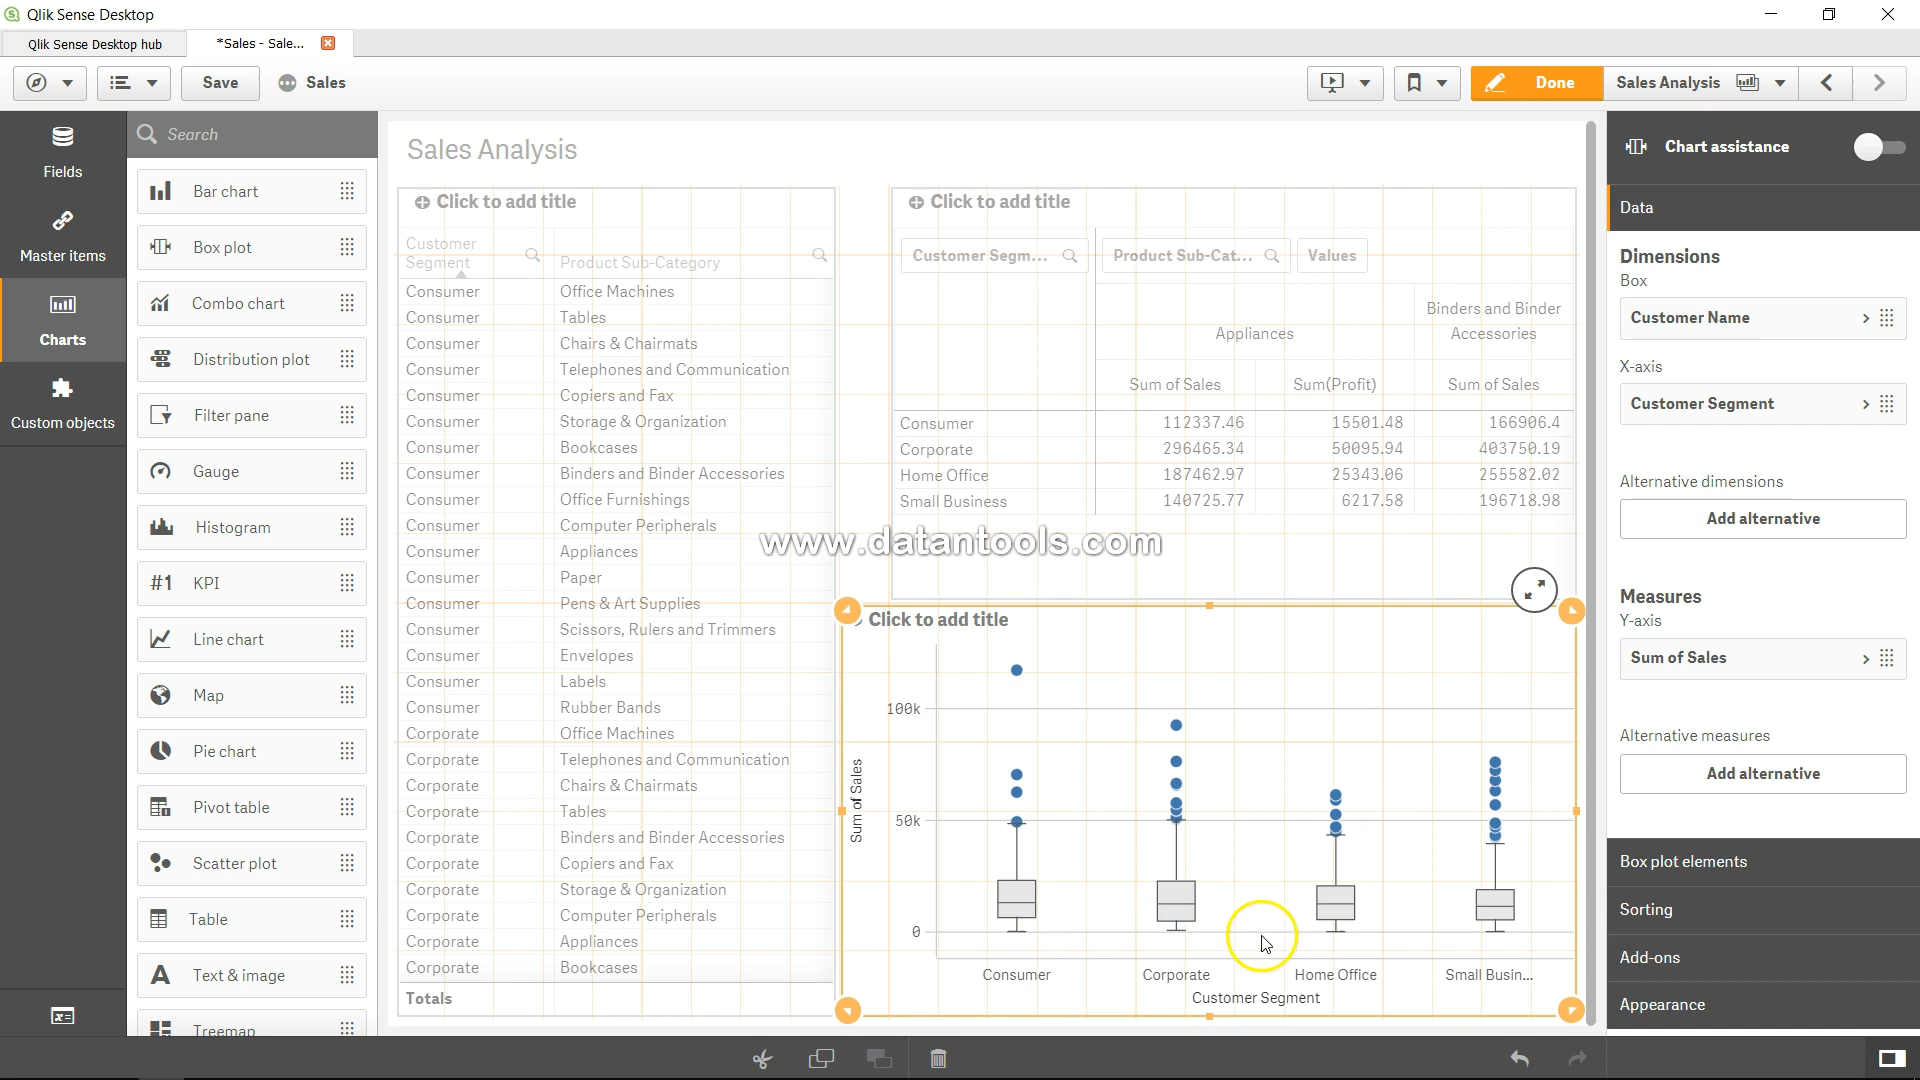 Qlik Sense Desktop
Qlik Sense Desktop hub
*Sales - Sale...
Save
Sales
Done
Sales Analysis
Fields
Master items
Charts
Custom objects
Search
Bar chart
Box plot
Combo chart
Distribution plot
Filter pane
Gauge
Histogram
#1 KPI
Line chart
Map
Pie chart
Pivot table
Scatter plot
Table
A Text & image
Treemap
Sales Analysis
Click to add title
Customer Segment
Product Sub-Category
Consumer Office Machines
Consumer Tables
Consumer Chairs & Chairmats
Consumer Telephones and Communication
Consumer Copiers and Fax
Consumer Storage & Organization
Consumer Bookcases
Consumer Binders and Binder Accessories
Consumer Office Furnishings
Consumer Computer Peripherals
Consumer Appliances
Consumer Paper
Consumer Pens & Art Supplies
Consumer Scissors, Rulers and Trimmers
Consumer Envelopes
Consumer Labels
Consumer Rubber Bands
Corporate Office Machines
Corporate Telephones and Communication
Corporate Chairs & Chairmats
Corporate Tables
Corporate Binders and Binder Accessories
Corporate Copiers and Fax
Corporate Storage & Organization
Corporate Computer Peripherals
Corporate Appliances
Corporate Bookcases
Totals
Click to add title
Customer Segm...
Product Sub-Cat...
Values
Appliances
Binders and Binder
Accessories
Sum of Sales Sum(Profit) Sum of Sales
Consumer 112337.46 15501.48 166906.4
Corporate 296465.34 50095.94 403750.19
Home Office 187462.97 25343.06 255582.02
Small Business 140725.77 6217.58 196718.98
www.datantools.com
Click to add title
Sum of Sales
100k
50k
0
Consumer Corporate Home Office Small Busin...
Customer Segment
Chart assistance
Data
Dimensions
Box
Customer Name
X-axis
Customer Segment
Alternative dimensions
Add alternative
Measures
Y-axis
Sum of Sales
Alternative measures
Add alternative
Box plot elements
Sorting
Add-ons
Appearance